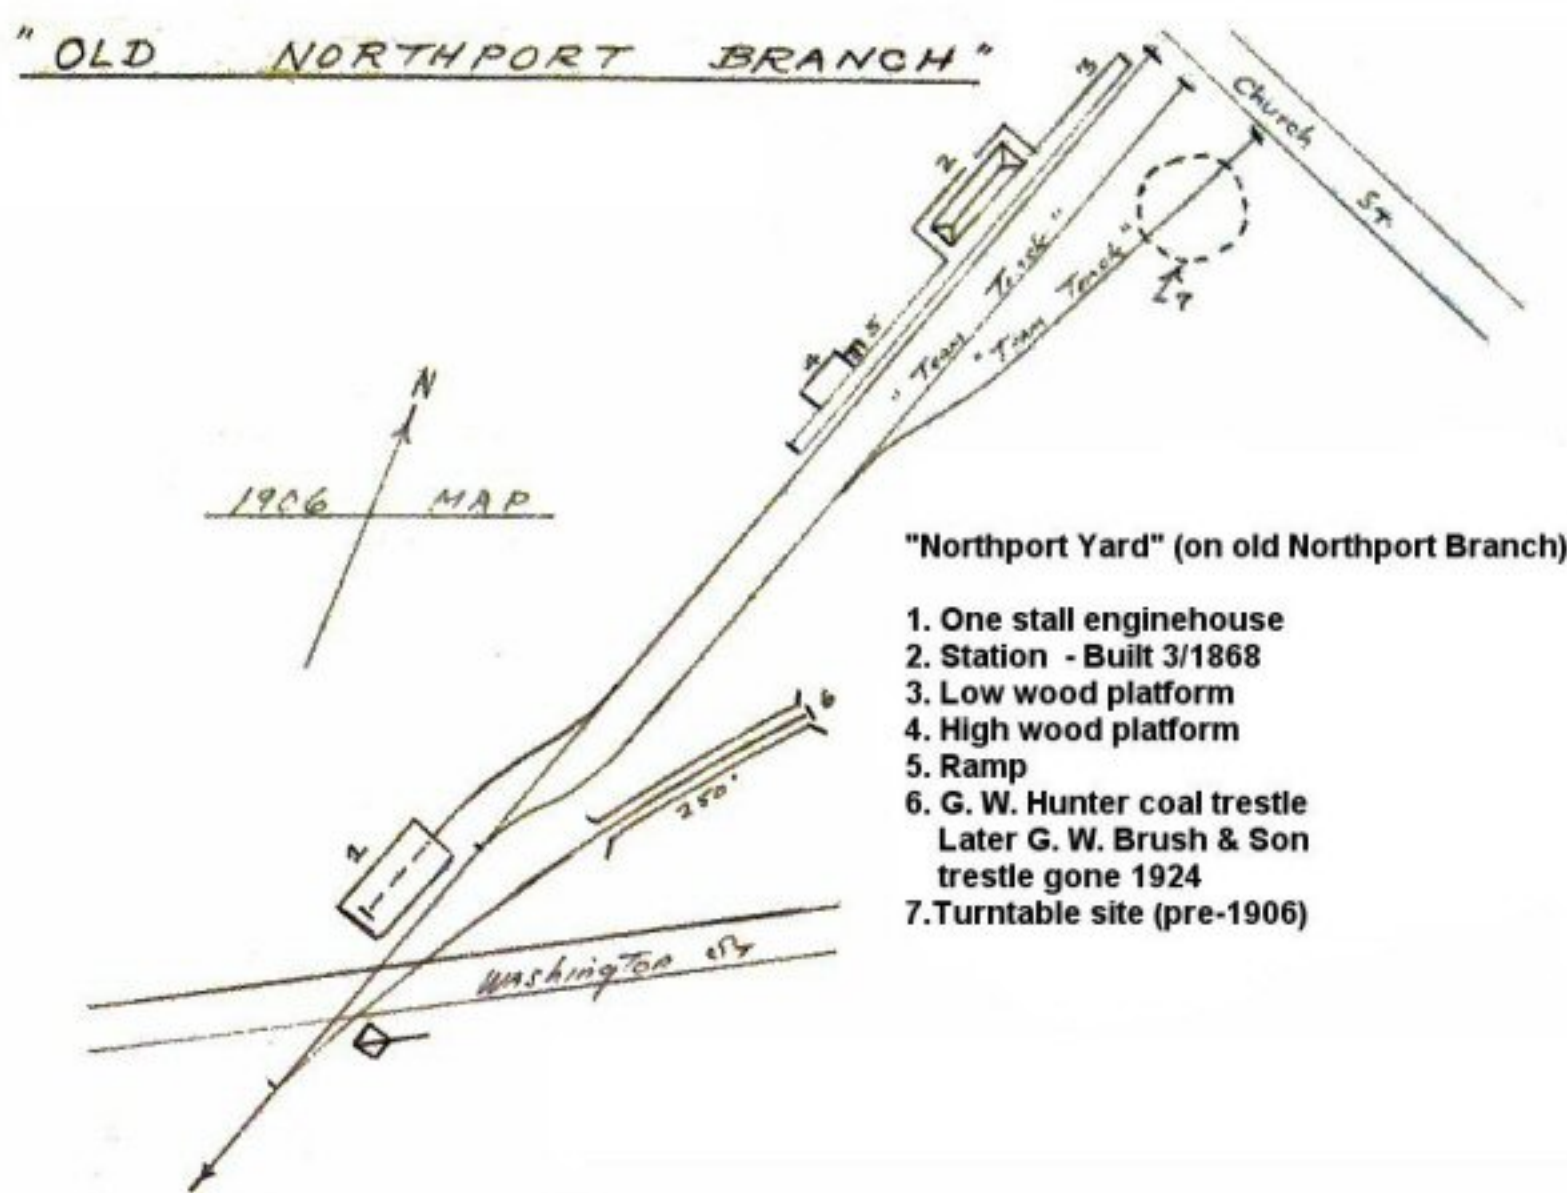 "OLD NORTHPORT BRANCH"
3
Church
St.
2
"Team Track"
"Team Track"
7
5
4
N
1906 MAP
"Northport Yard" (on old Northport Branch)
1. One stall enginehouse
2. Station - Built 3/1868
3. Low wood platform
4. High wood platform
5. Ramp
6. G. W. Hunter coal trestle
Later G. W. Brush & Son
trestle gone 1924
7.Turntable site (pre-1906)
6
250'
2
Washington St